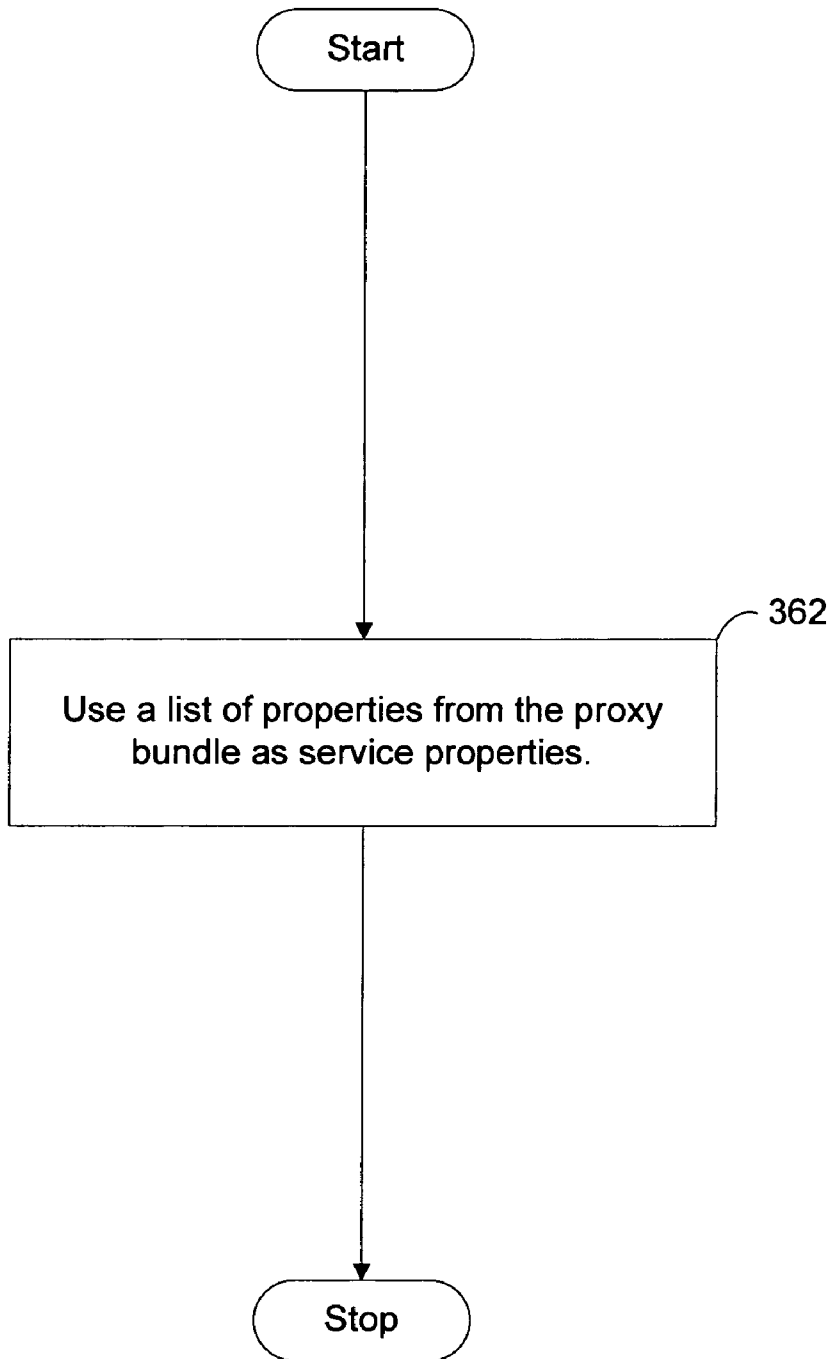 Start
362
Use a list of properties from the proxy
bundle as service properties.
Stop